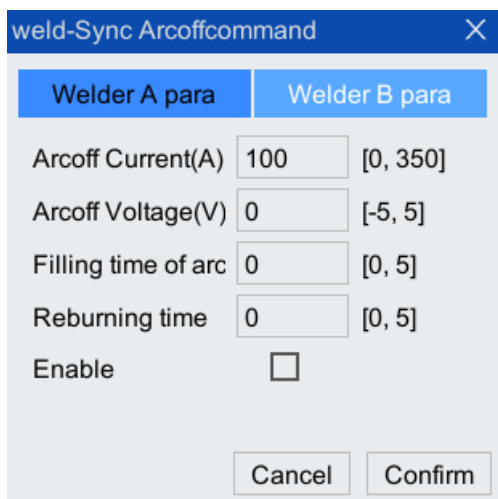 weld-Sync Arcoffcommand
Welder A para Welder B para
Arcoff Current(A) 100 [0, 350]
Arcoff Voltage(V) 0 [-5, 5]
Filling time of arc 0 [0, 5]
Reburning time 0 [0, 5]
Enable
Cancel Confirm